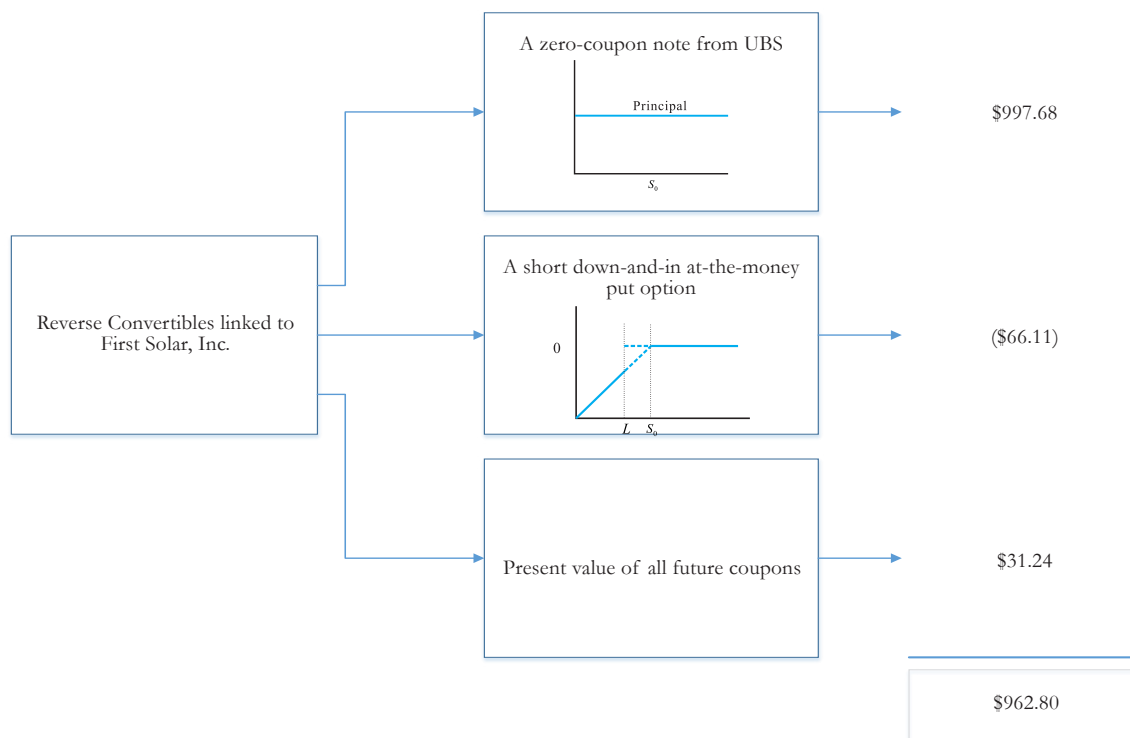 A zero-coupon note from UBS
Principal
S₀
$997.68
Reverse Convertibles linked to
First Solar, Inc.
A short down-and-in at-the-money
put option
0
L S₀
($66.11)
Present value of all future coupons
$31.24
$962.80